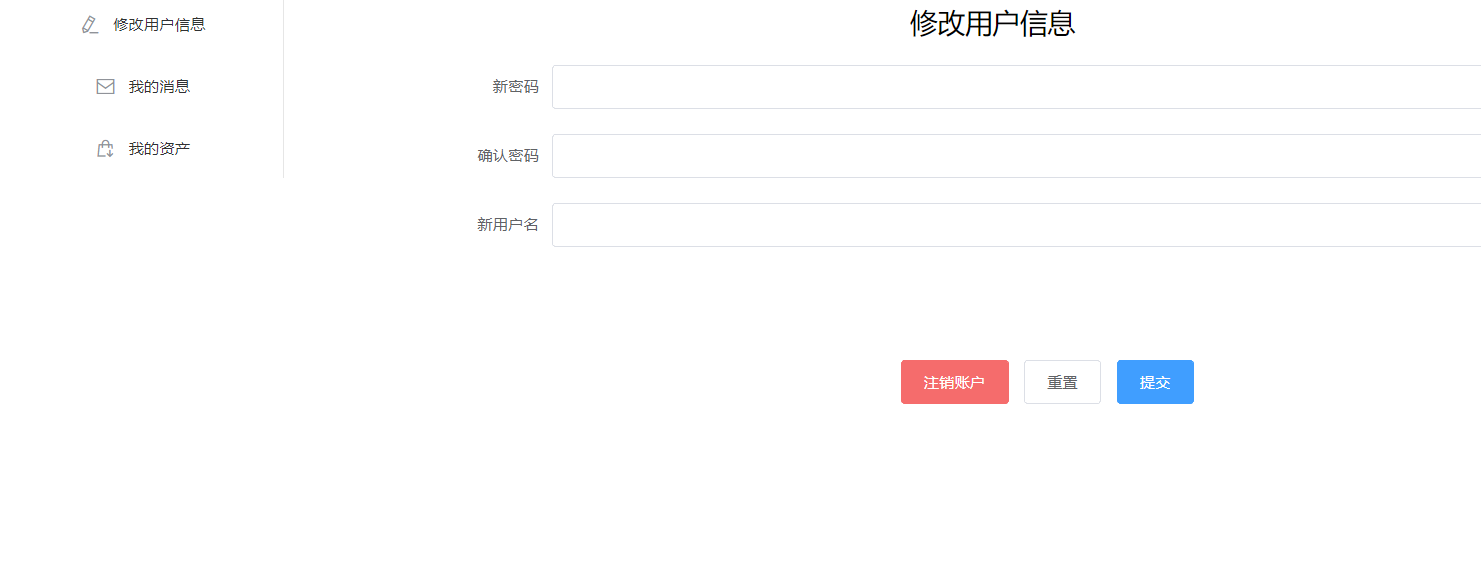 修改用户信息
我的消息
我的资产
修改用户信息
新密码
确认密码
新用户名
注销账户
重置
提交